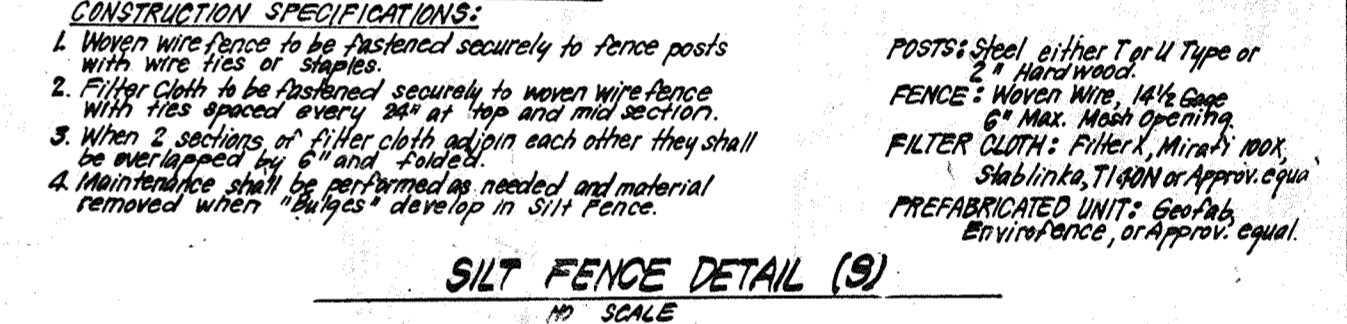 CONSTRUCTION SPECIFICATIONS:
1. Woven wire fence to be fastened securely to fence posts
with wire ties or staples.
2. Filter Cloth to be fastened securely to woven wire fence
with ties spaced every 24" at top and mid section.
3. When 2 sections of filter cloth adjoin each other they shall
be overlapped by 6" and folded.
4. Maintenance shall be performed as needed and material
removed when "Bulges" develop in Silt Fence.
POSTS: Steel either T or U Type or
2" Hardwood.
FENCE: Woven Wire, 14½ Gage
6" Max. Mesh Opening
FILTER CLOTH: Filter X, Mirafi 100X,
Stablinka, T140N or Approv. equa
PREFABRICATED UNIT: Geofab,
Envirofence, or Approv. equal.
SILT FENCE DETAIL (S)
NO SCALE